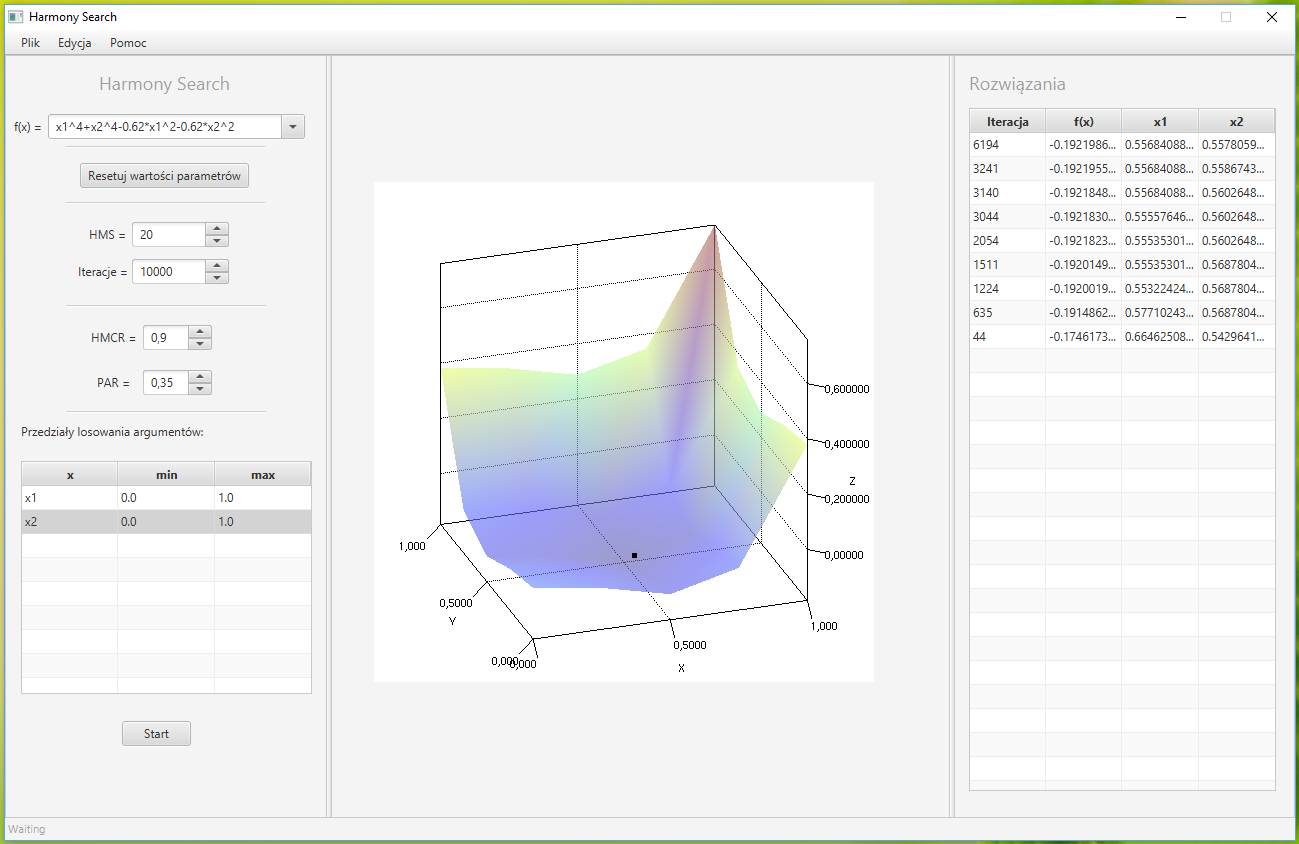 Harmony Search
Plik Edycja Pomoc
Harmony Search
f(x) = x1^4+x2^4-0.62*x1^2-0.62*x2^2
Resetuj wartości parametrów
HMS = 20
Iteracje = 10000
HMCR = 0,9
PAR = 0,35
Przedziały losowania argumentów:
x min max
x1 0.0 1.0
x2 0.0 1.0
Start
0,600000
0,400000
Z
0,200000
0,00000
1,000
0,5000
Y
0,000
0,000
0,5000
X
1,000
Rozwiązania
Iteracja f(x) x1 x2
6194 -0.1921986... 0.55684088... 0.5578059...
3241 -0.1921955... 0.55684088... 0.5586743...
3140 -0.1921848... 0.55684088... 0.5602648...
3044 -0.1921830... 0.55557646... 0.5602648...
2054 -0.1921823... 0.55535301... 0.5602648...
1511 -0.1920149... 0.55535301... 0.5687804...
1224 -0.1920019... 0.55322424... 0.5687804...
635 -0.1914862... 0.57710243... 0.5687804...
44 -0.1746173... 0.66462508... 0.5429641...
Waiting